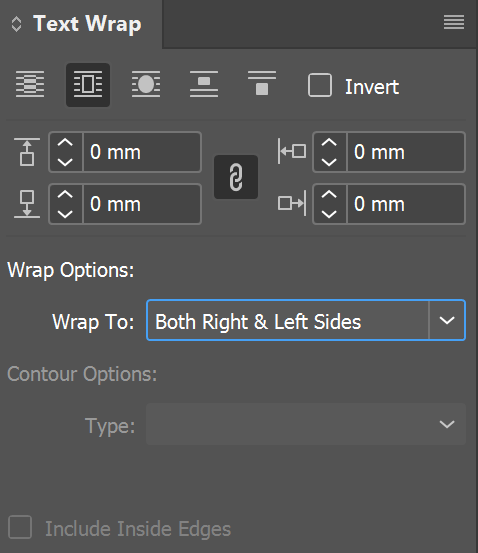 Text Wrap
Invert
0 mm
0 mm
0 mm
0 mm
Wrap Options:
Wrap To: Both Right & Left Sides
Contour Options:
Type:
Include Inside Edges